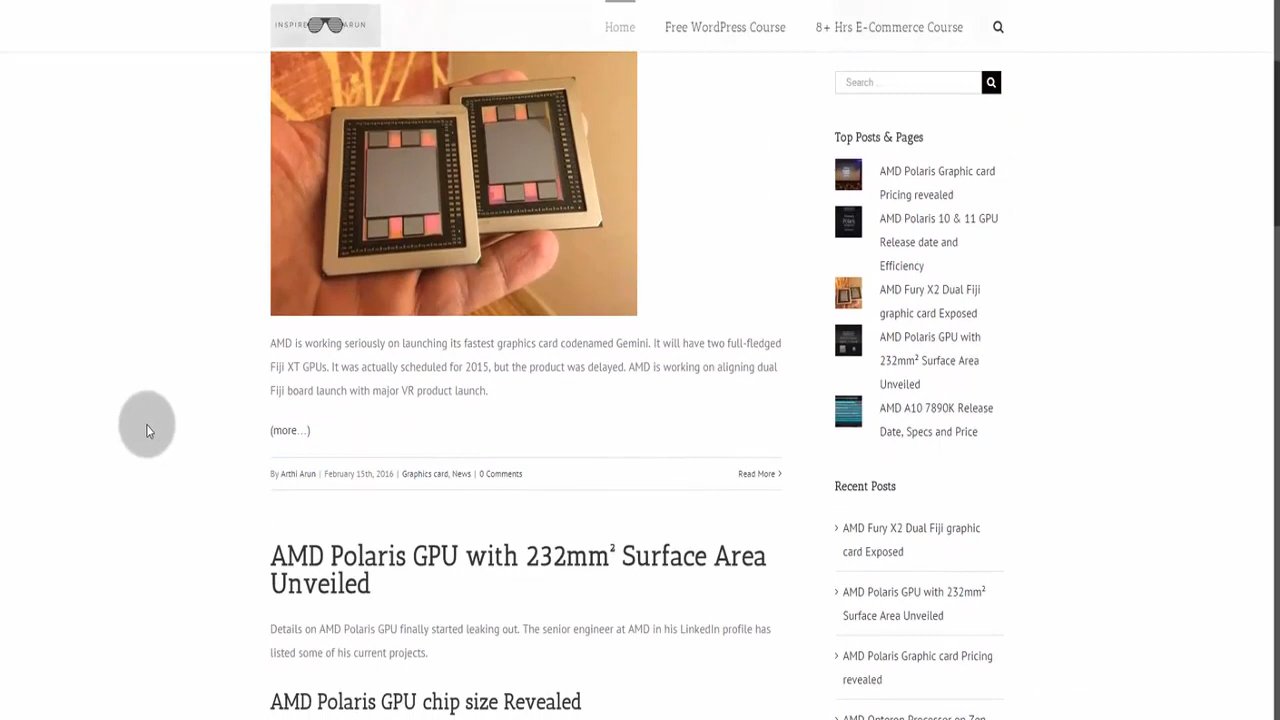 INSPIRE ARUN
Home
Free WordPress Course
8+ Hrs E-Commerce Course
AMD is working seriously on launching its fastest graphics card codenamed Gemini. It will have two full-fledged
Fiji XT GPUs. It was actually scheduled for 2015, but the product was delayed. AMD is working on aligning dual
Fiji board launch with major VR product launch.
(more...)
By Arthi Arun | February 15th, 2016 | Graphics card, News | 0 Comments
Read More >
AMD Polaris GPU with 232mm² Surface Area
Unveiled
Details on AMD Polaris GPU finally started leaking out. The senior engineer at AMD in his LinkedIn profile has
listed some of his current projects.
AMD Polaris GPU chip size Revealed
Search ...
Top Posts & Pages
AMD Polaris Graphic card
Pricing revealed
AMD Polaris 10 & 11 GPU
Release date and
Efficiency
AMD Fury X2 Dual Fiji
graphic card Exposed
AMD Polaris GPU with
232mm² Surface Area
Unveiled
AMD A10 7890K Release
Date, Specs and Price
Recent Posts
> AMD Fury X2 Dual Fiji graphic
card Exposed
> AMD Polaris GPU with 232mm²
Surface Area Unveiled
> AMD Polaris Graphic card Pricing
revealed
AMD Opteron Processor on Zen